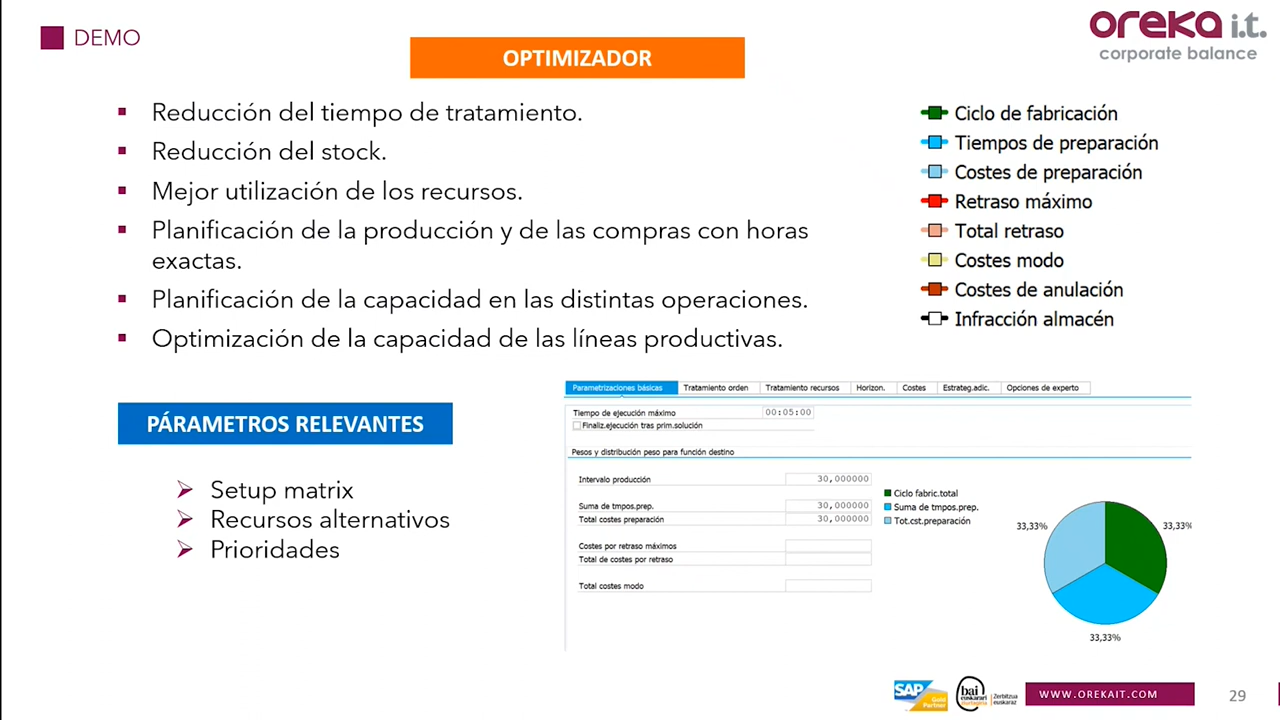 DEMO
oreka i.t.
corporate balance
OPTIMIZADOR
Reducción del tiempo de tratamiento.
Reducción del stock.
Mejor utilización de los recursos.
Planificación de la producción y de las compras con horas
exactas.
Planificación de la capacidad en las distintas operaciones.
Optimización de la capacidad de las líneas productivas.
Ciclo de fabricación
Tiempos de preparación
Costes de preparación
Retraso máximo
Total retraso
Costes modo
Costes de anulación
Infracción almacén
PÁRAMETROS RELEVANTES
Setup matrix
Recursos alternativos
Prioridades
Parametrizaciones básicas Tratamiento orden Tratamiento recursos Horizon. Costes Estrateg.adic. Opciones de experto
Tiempo de ejecución máximo 00:05:00
Finaliz.ejecución tras prim.solución
Pesos y distribución peso para función destino
Intervalo producción 30,000000
Suma de tmpos.prep. 30,000000
Total costes preparación 30,000000
Costes por retraso máximos
Total de costes por retraso
Total costes modo
Ciclo fabric.total
Suma de tmpos.prep.
Tot.cst.preparación
33,33%
33,33%
33,33%
SAP
Gold
Partner
bai
euskarari
Zerbitzua
euskaraz
WWW.OREKAIT.COM
29